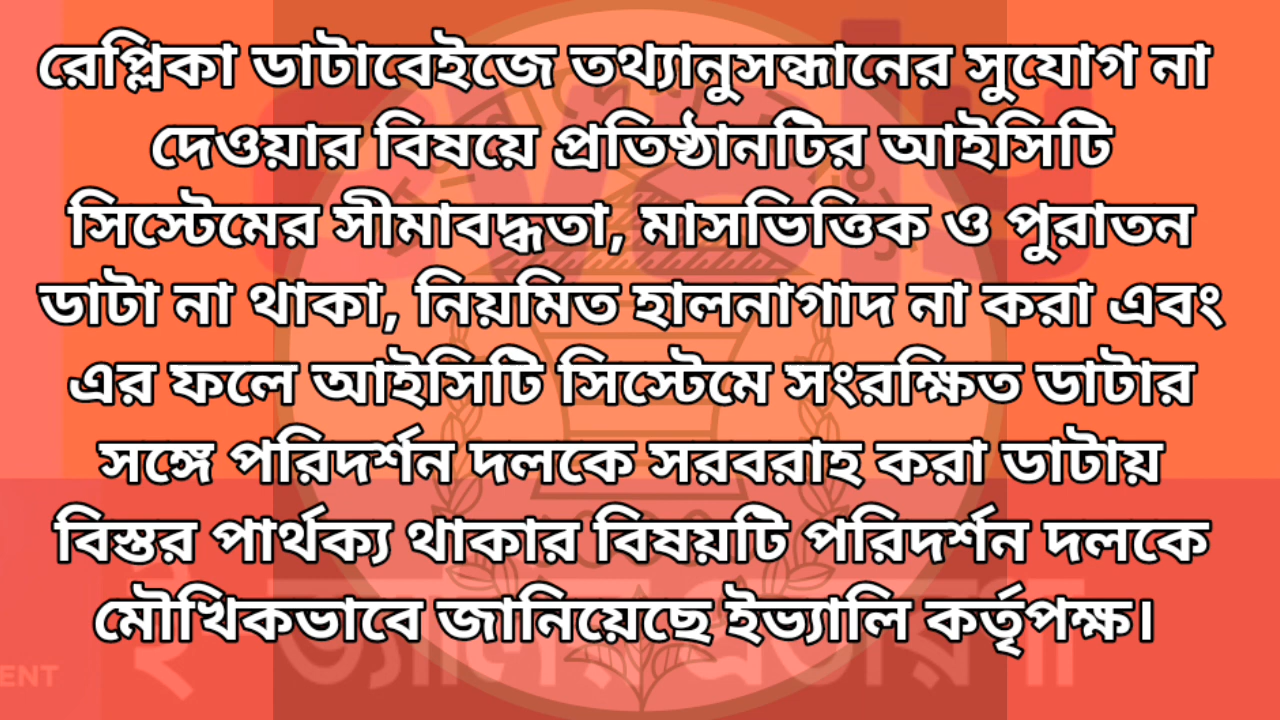 রেপ্লিকা ডাটাবেইজে তথ্যানুসন্ধানের সুযোগ না
দেওয়ার বিষয়ে প্রতিষ্ঠানটির আইসিটি
সিস্টেমের সীমাবদ্ধতা, মাসভিত্তিক ও পুরাতন
ডাটা না থাকা, নিয়মিত হালনাগাদ না করা এবং
এর ফলে আইসিটি সিস্টেমে সংরক্ষিত ডাটার
সঙ্গে পরিদর্শন দলকে সরবরাহ করা ডাটায়
বিস্তর পার্থক্য থাকার বিষয়টি পরিদর্শন দলকে
মৌখিকভাবে জানিয়েছে ইভ্যালি কর্তৃপক্ষ।
ENT